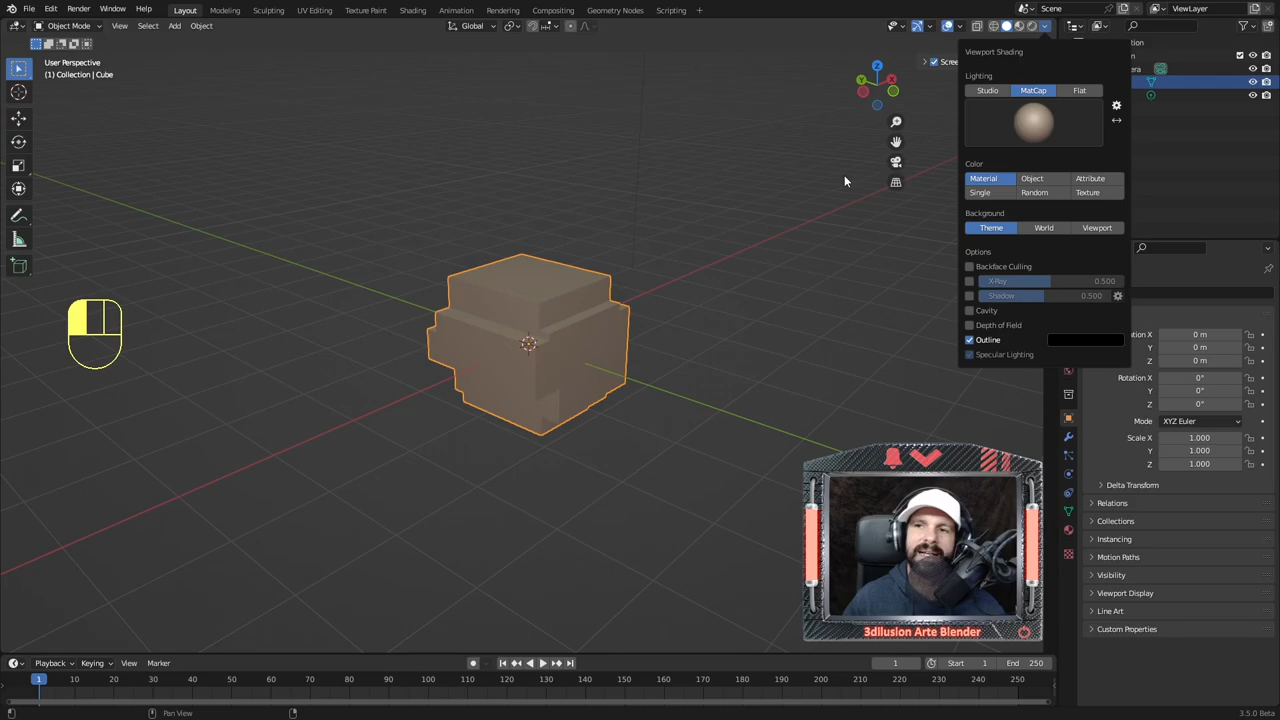 File Edit Render Window Help Layout Modeling Sculpting UV Editing Texture Paint Shading Animation Rendering Compositing Geometry Nodes Scripting Scene ViewLayer
Object Mode View Select Add Object Global
User Perspective
(1) Collection | Cube
Scree
Viewport Shading
Lighting
Studio MatCap Flat
Color
Material Object Attribute
Single Random Texture
Background
Theme World Viewport
Options
Backface Culling
X-Ray 0.500
Shadow 0.500
Cavity
Depth of Field
Outline
Specular Lighting
ction
n
era
0 m
0 m
Z 0 m
Rotation X 0°
Y 0°
Z 0°
Mode XYZ Euler
Scale X 1.000
Y 1.000
Z 1.000
Delta Transform
Relations
Collections
Instancing
Motion Paths
Visibility
Viewport Display
Line Art
Custom Properties
3dilusion Arte Blender
Playback Keying View Marker 1 Start 1 End 250
1 10 20 30 40 50 60 70 80 90 100 110 120 130 140 150 160 170 180 190 200 210 220 230 240 250
Pan View 3.5.0 Beta